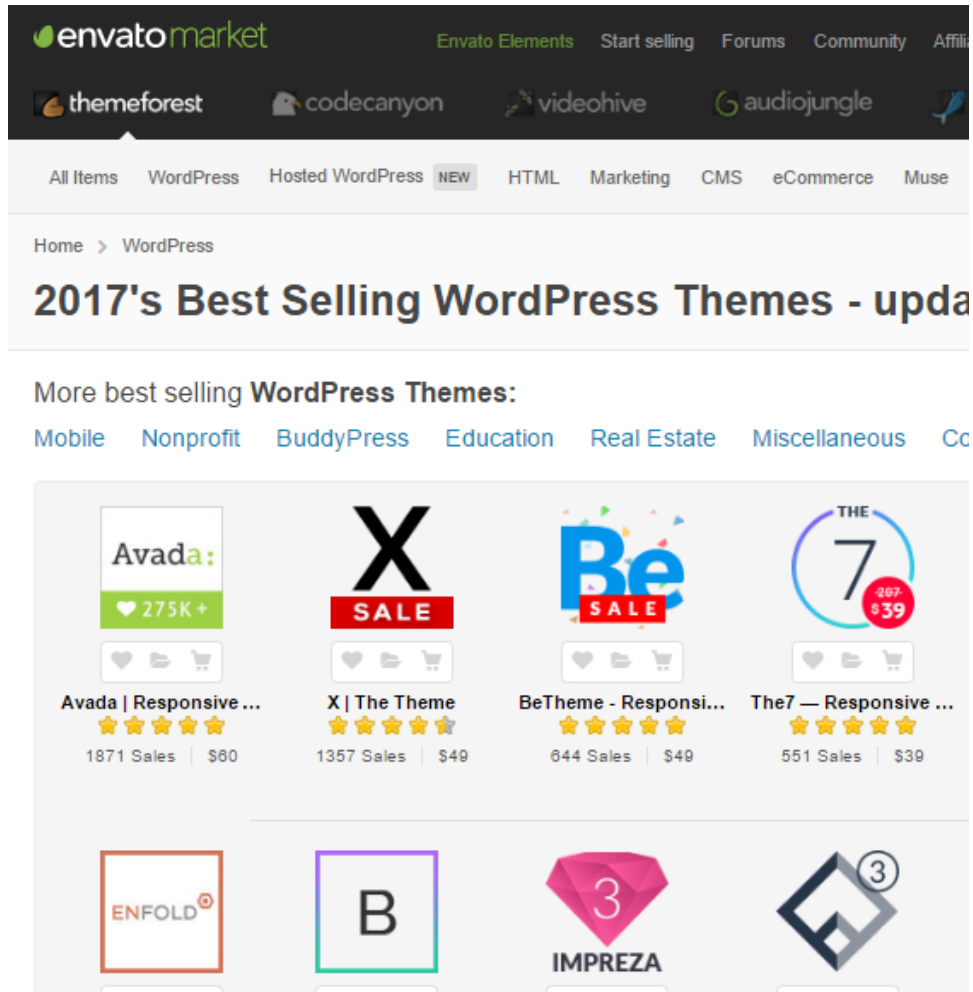 envatomarket
Envato Elements Start selling Forums Community Affilia
themeforest codecanyon videohive audiojungle
All Items WordPress Hosted WordPress NEW HTML Marketing CMS eCommerce Muse
Home > WordPress
2017's Best Selling WordPress Themes - upda
More best selling WordPress Themes:
Mobile Nonprofit BuddyPress Education Real Estate Miscellaneous Co
Avada: X Be THE 7
275K+ SALE SALE 207 $39
Avada | Responsive ... X | The Theme BeTheme - Responsi... The7 — Responsive ...
1871 Sales $60 1357 Sales $49 644 Sales $49 551 Sales $39
ENFOLD B 3 3
IMPREZA